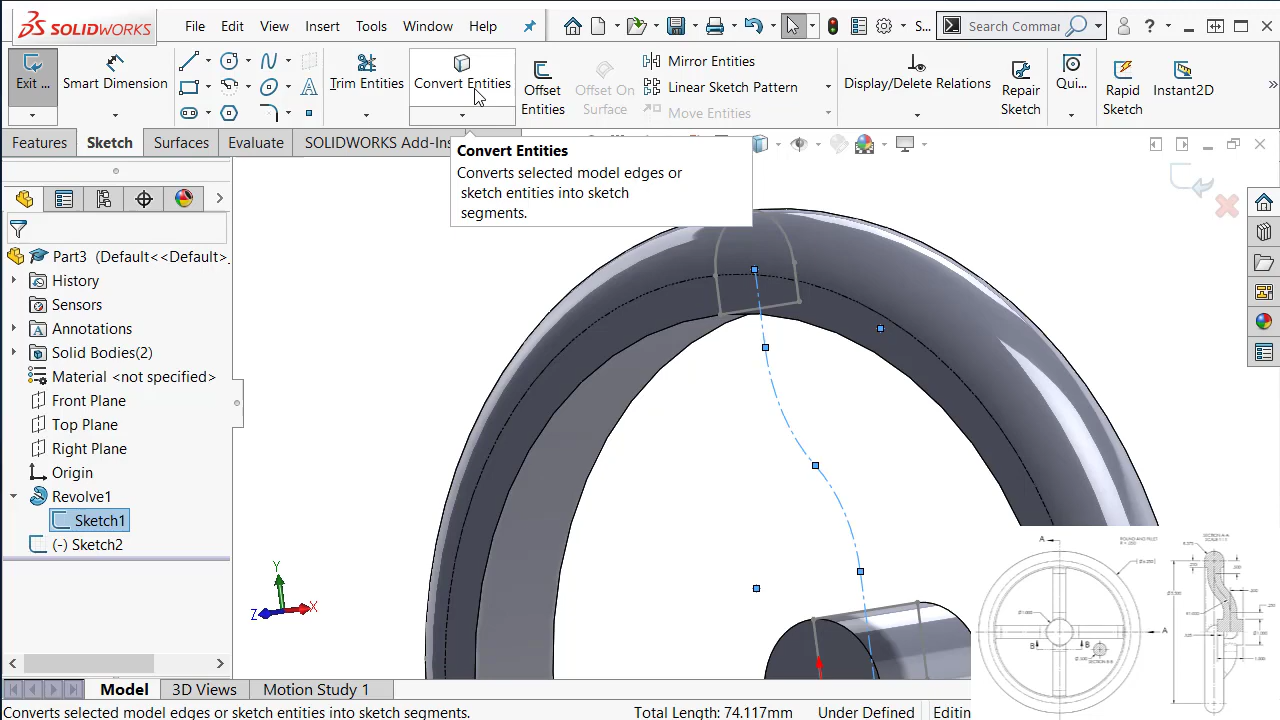 SOLIDWORKS
File Edit View Insert Tools Window Help
S...
Search Commar
?
Exit ...
Smart Dimension
Trim Entities
Convert Entities
Offset
Entities
Offset On
Surface
Mirror Entities
Linear Sketch Pattern
Move Entities
Display/Delete Relations
Repair
Sketch
Qui...
Rapid
Sketch
Instant2D
Features Sketch Surfaces Evaluate SOLIDWORKS Add-Ins
Convert Entities
Converts selected model edges or
sketch entities into sketch
segments.
Part3 (Default<<Default>.
History
Sensors
Annotations
Solid Bodies(2)
Material <not specified>
Front Plane
Top Plane
Right Plane
Origin
Revolve1
Sketch1
(-) Sketch2
Y
Z X
A
A
B B
Model 3D Views Motion Study 1
Converts selected model edges or sketch entities into sketch segments.
Total Length: 74.117mm Under Defined Editin